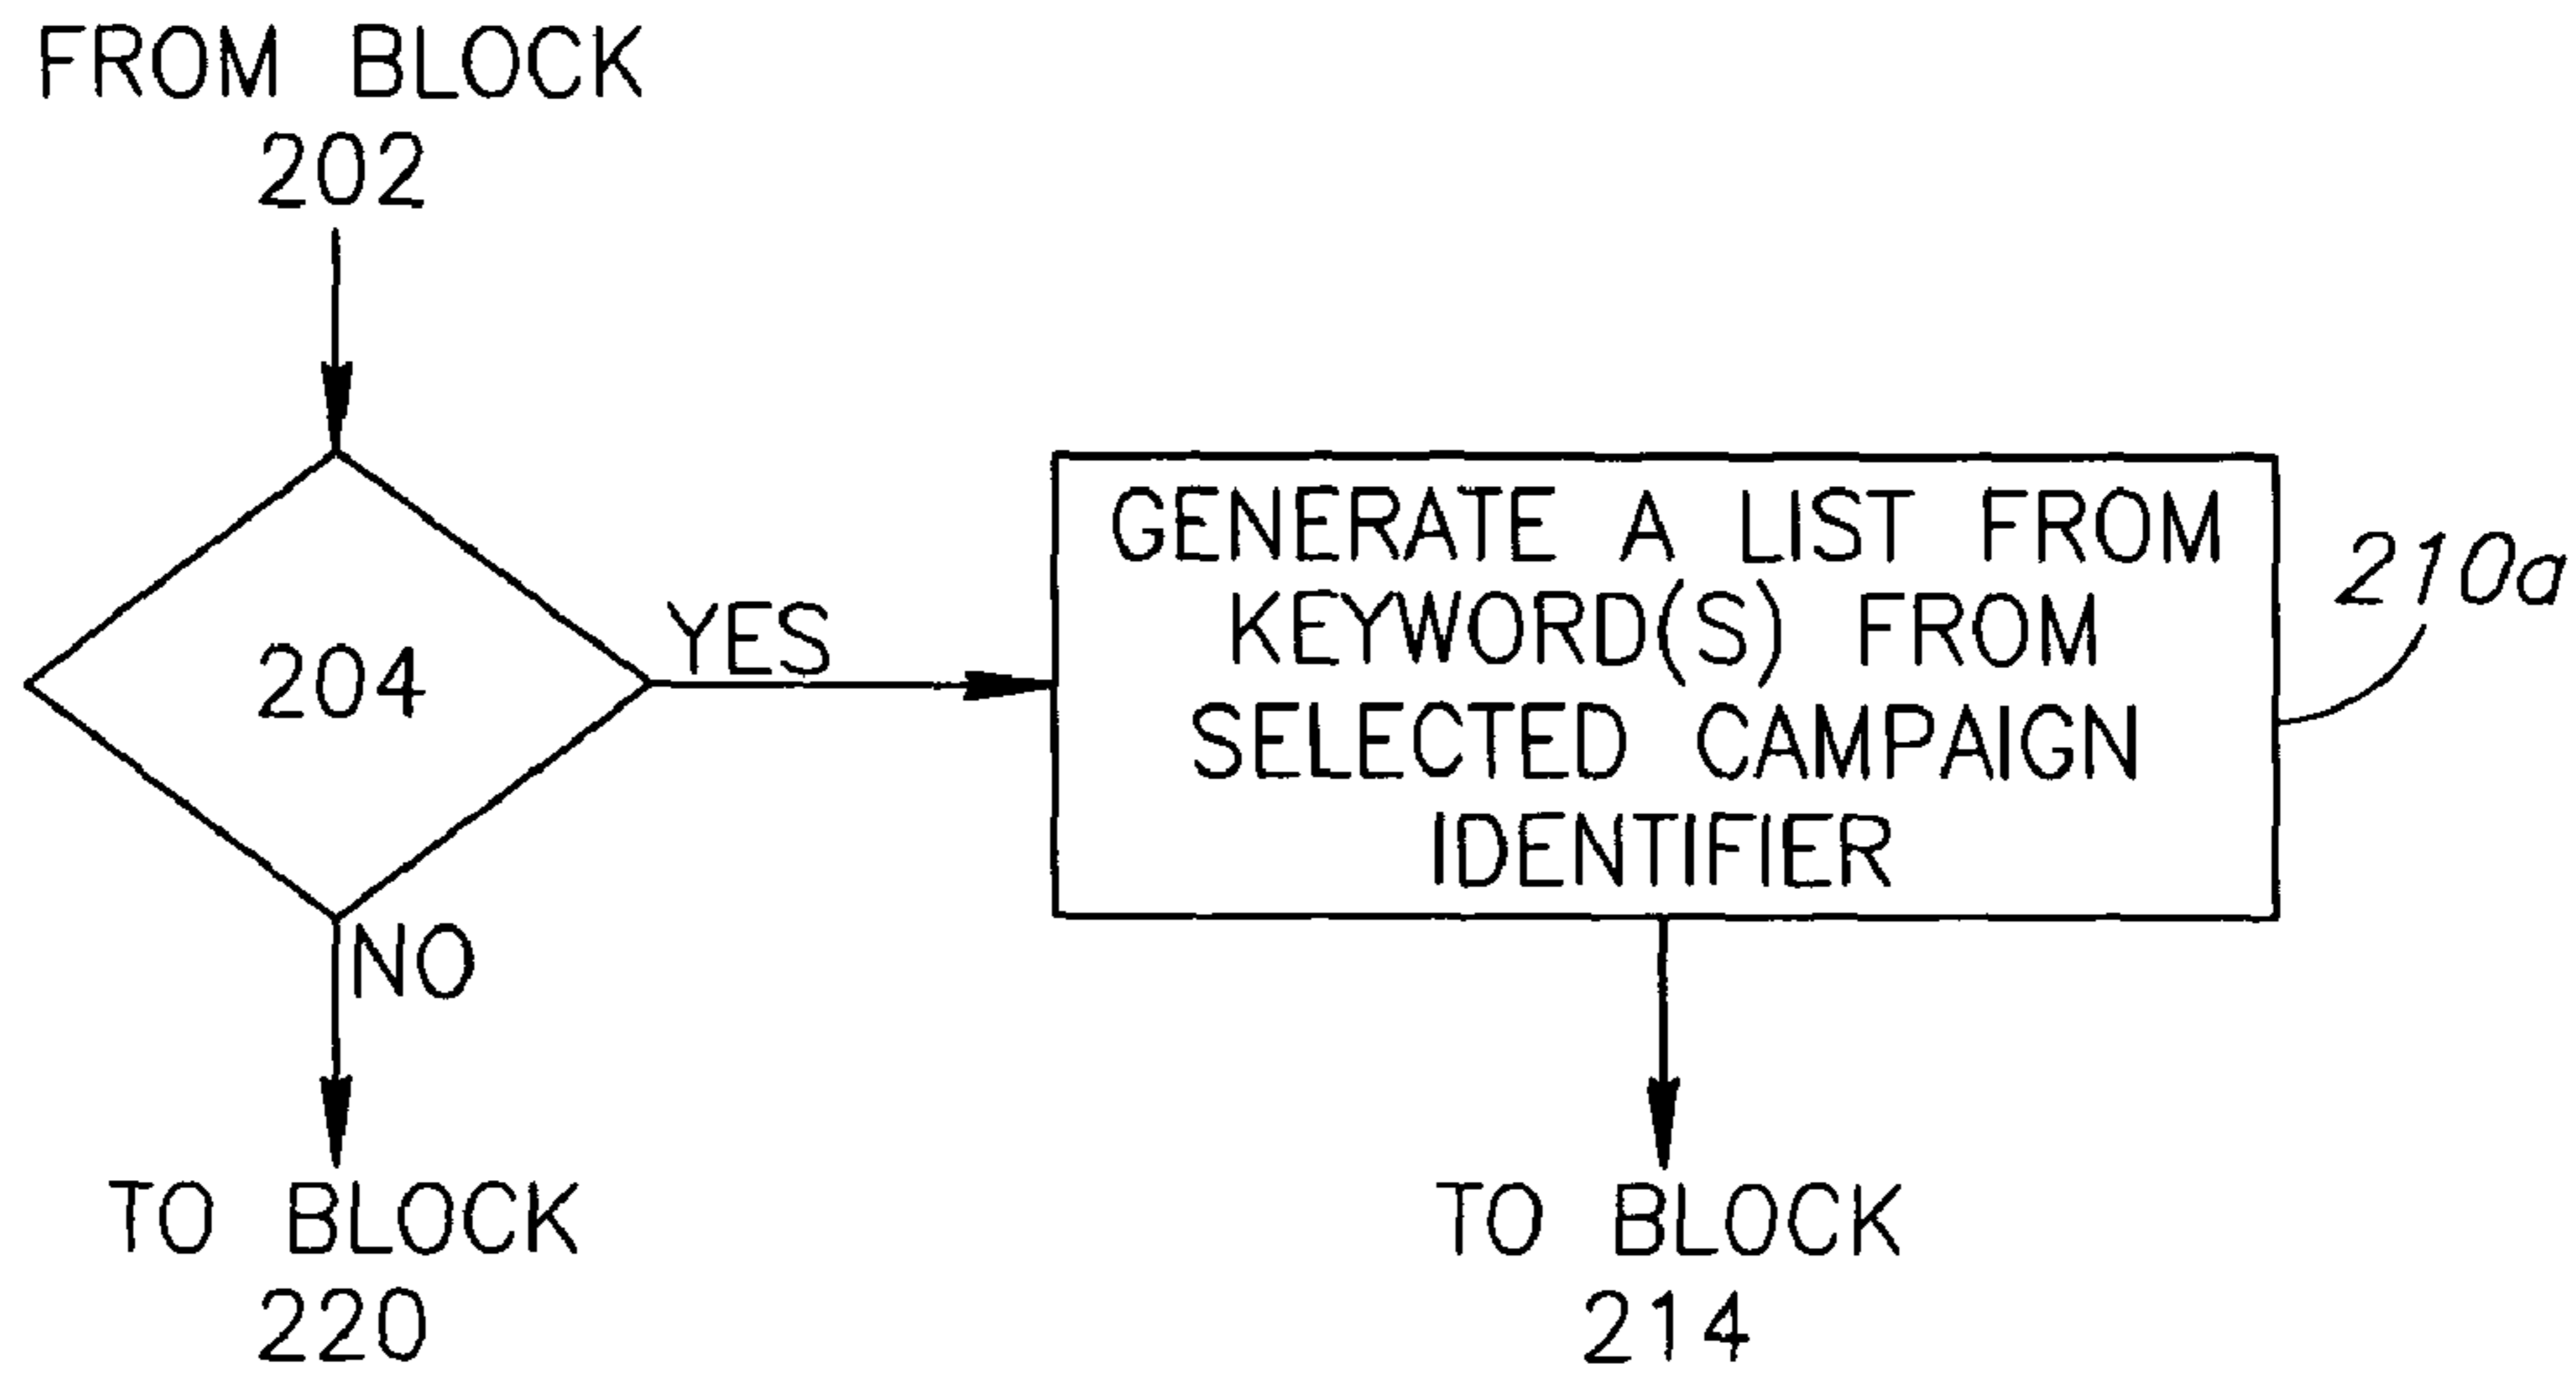 FROM BLOCK
202
204
YES
NO
GENERATE A LIST FROM
KEYWORD(S) FROM
SELECTED CAMPAIGN
IDENTIFIER
210a
TO BLOCK
220
TO BLOCK
214